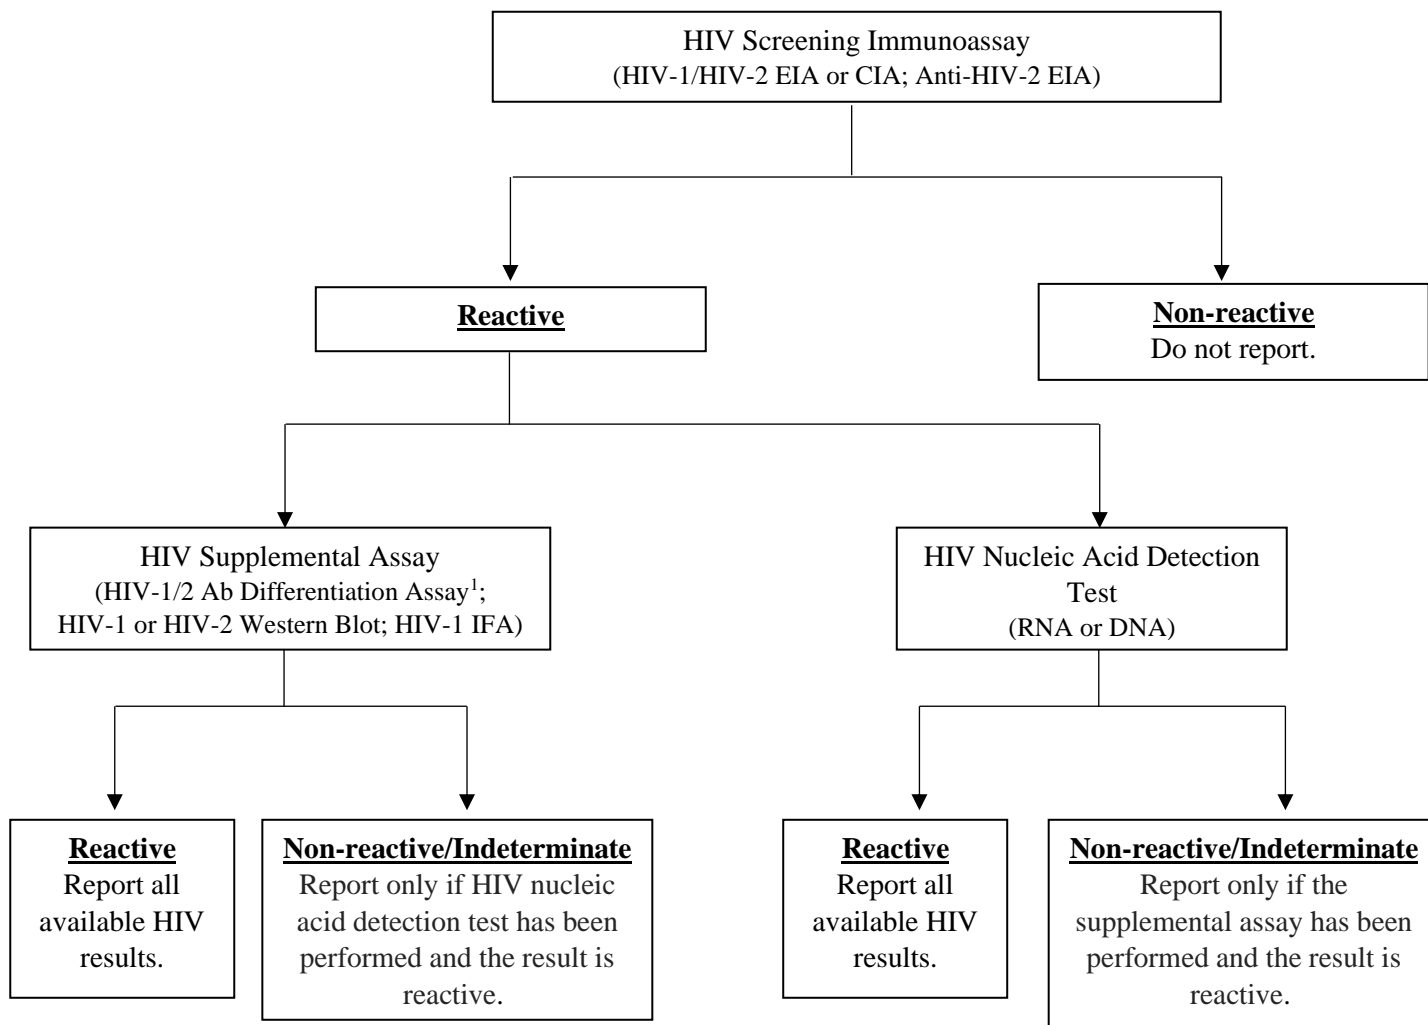 HIV Screening Immunoassay
(HIV-1/HIV-2 EIA or CIA; Anti-HIV-2 EIA)
Reactive
Non-reactive
Do not report.
HIV Supplemental Assay
(HIV-1/2 Ab Differentiation Assay¹;
HIV-1 or HIV-2 Western Blot; HIV-1 IFA)
HIV Nucleic Acid Detection
Test
(RNA or DNA)
Reactive
Report all
available HIV
results.
Non-reactive/Indeterminate
Report only if HIV nucleic
acid detection test has been
performed and the result is
reactive.
Reactive
Report all
available HIV
results.
Non-reactive/Indeterminate
Report only if the
supplemental assay has been
performed and the result is
reactive.